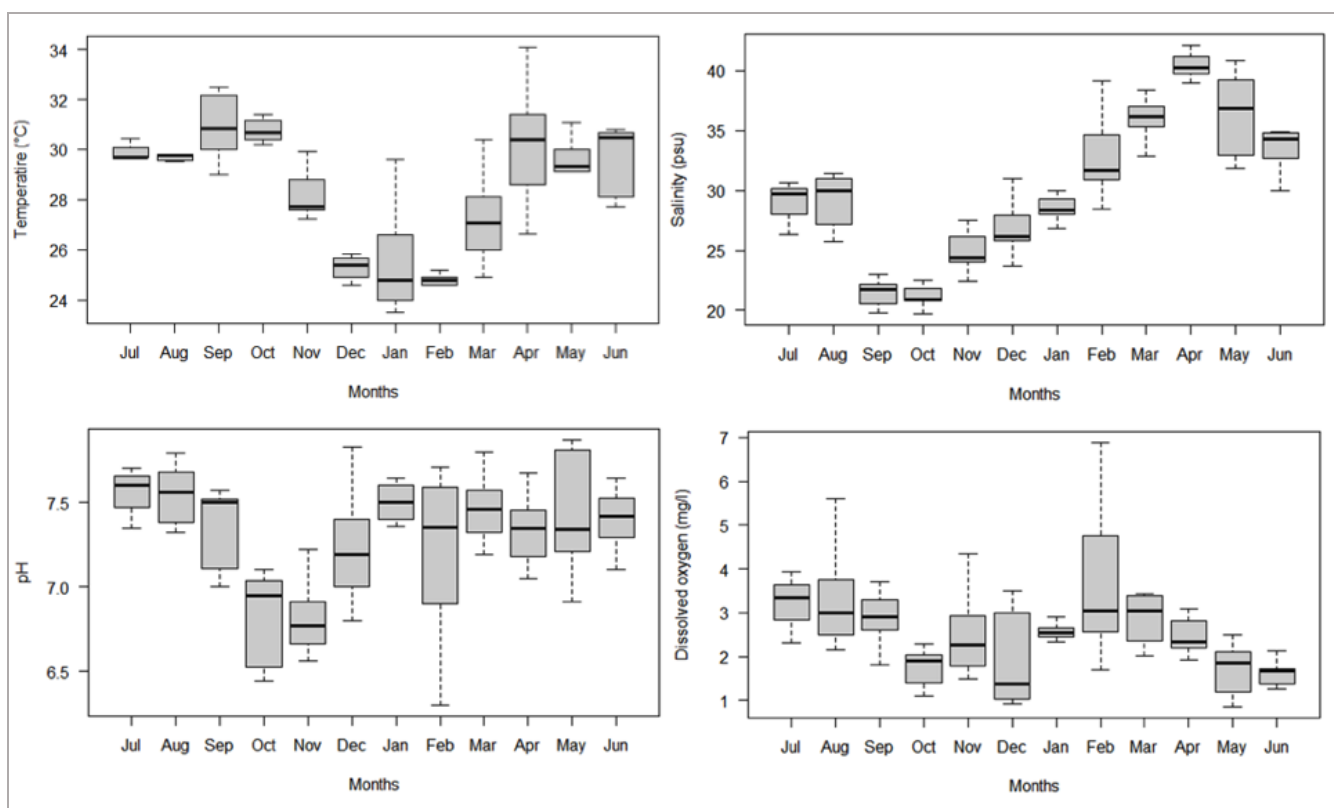 Temperatire (°C)
34
32
30
28
26
24
Jul Aug Sep Oct Nov Dec Jan Feb Mar Apr May Jun
Months
Salinity (psu)
40
35
30
25
20
Jul Aug Sep Oct Nov Dec Jan Feb Mar Apr May Jun
Months
pH
7.5
7.0
6.5
Jul Aug Sep Oct Nov Dec Jan Feb Mar Apr May Jun
Months
Dissolved oxygen (mg/l)
7
6
5
4
3
2
1
Jul Aug Sep Oct Nov Dec Jan Feb Mar Apr May Jun
Months